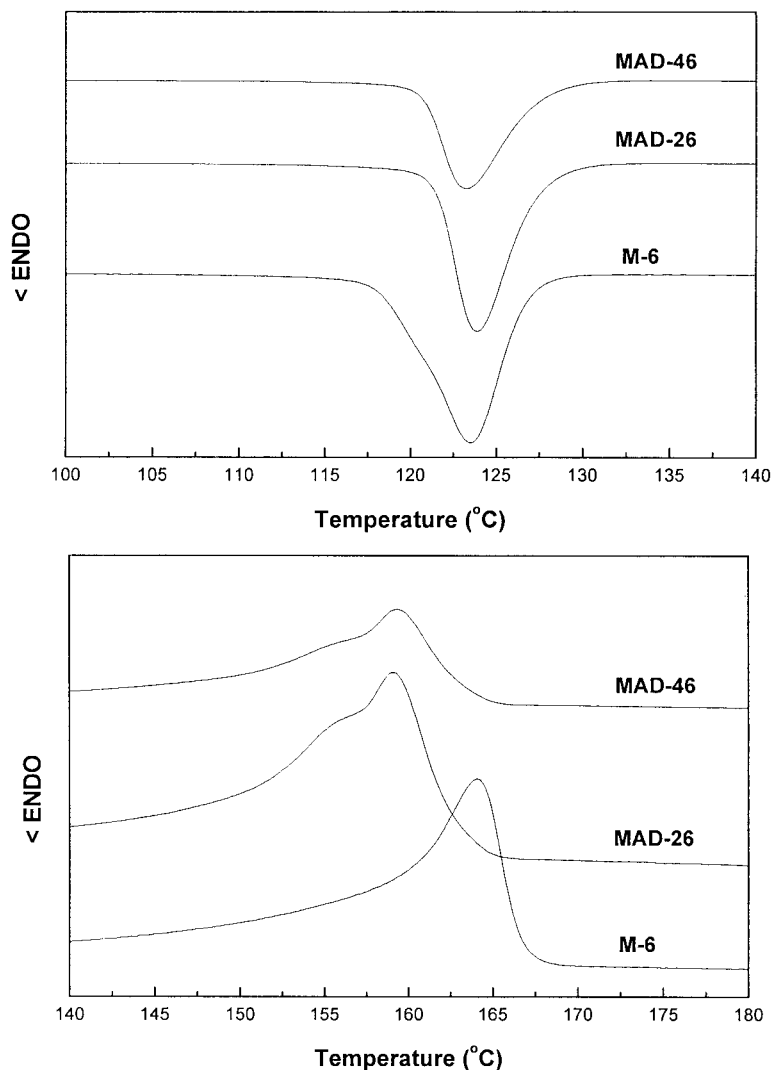 MAD-46
MAD-26
M-6
< ENDO
100 105 110 115 120 125 130 135 140
Temperature (°C)
MAD-46
MAD-26
M-6
< ENDO
140 145 150 155 160 165 170 175 180
Temperature (°C)